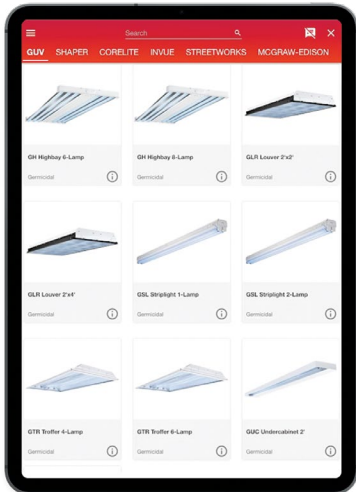 Search
GUV SHAPER CORELITE INVUE STREETWORKS MCGRAW-EDISON
GH Highbay 6-Lamp
Germicidal
GH Highbay 8-Lamp
Germicidal
GLR Louver 2'x2'
Germicidal
GLR Louver 2'x4'
Germicidal
GSL Striplight 1-Lamp
Germicidal
GSL Striplight 2-Lamp
Germicidal
GTR Troffer 4-Lamp
Germicidal
GTR Troffer 6-Lamp
Germicidal
GUC Undercabinet 2'
Germicidal